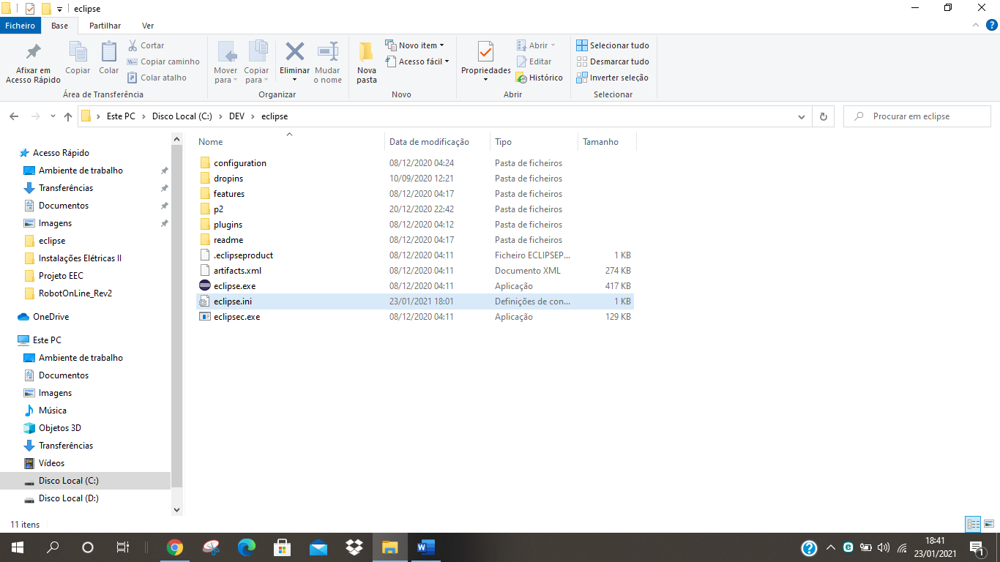 eclipse
Ficheiro Base Partilhar Ver
Afixar em Acesso Rápido
Copiar
Colar
Cortar
Copiar caminho
Colar atalho
Área de Transferência
Mover para
Copiar para
Eliminar
Mudar o nome
Organizar
Nova pasta
Novo item
Acesso fácil
Novo
Propriedades
Abrir
Editar
Histórico
Abrir
Selecionar tudo
Desmarcar tudo
Inverter seleção
Selecionar
Este PC > Disco Local (C:) > DEV > eclipse
Procurar em eclipse
Acesso Rápido
Ambiente de trabalho
Transferências
Documentos
Imagens
eclipse
Instalações Elétricas II
Projeto EEC
RobotOnLine_Rev2
OneDrive
Este PC
Ambiente de trabalho
Documentos
Imagens
Música
Objetos 3D
Transferências
Vídeos
Disco Local (C:)
Disco Local (D:)
Nome Data de modificação Tipo Tamanho
configuration 08/12/2020 04:24 Pasta de ficheiros
dropins 10/09/2020 12:21 Pasta de ficheiros
features 08/12/2020 04:17 Pasta de ficheiros
p2 20/12/2020 22:42 Pasta de ficheiros
plugins 08/12/2020 04:12 Pasta de ficheiros
readme 08/12/2020 04:17 Pasta de ficheiros
.eclipseproduct 08/12/2020 04:11 Ficheiro ECLIPSEP... 1 KB
artifacts.xml 08/12/2020 04:11 Documento XML 274 KB
eclipse.exe 08/12/2020 04:11 Aplicação 417 KB
eclipse.ini 23/01/2021 18:01 Definições de con... 1 KB
eclipsec.exe 08/12/2020 04:11 Aplicação 129 KB
11 itens
18:41
23/01/2021
1